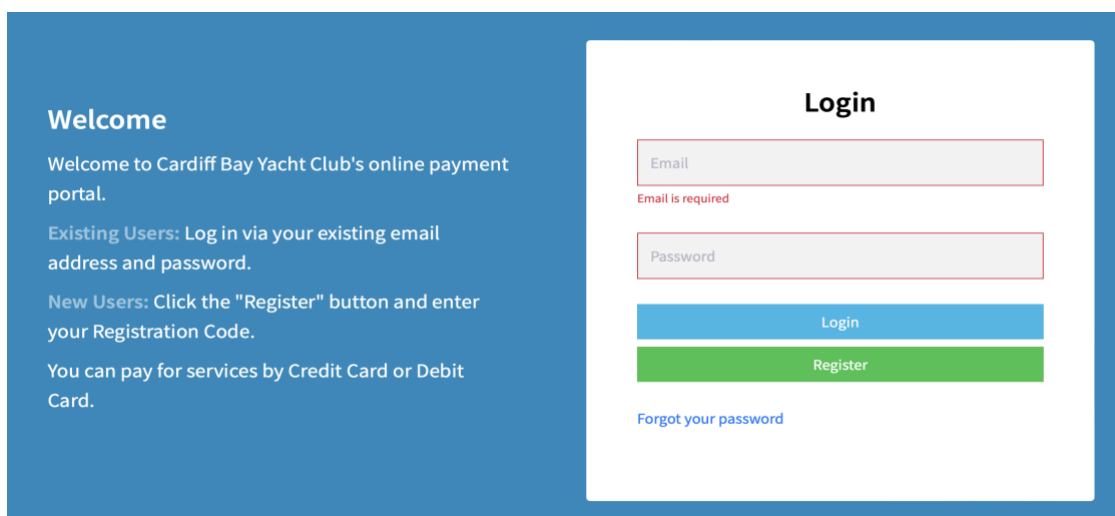 Welcome
Welcome to Cardiff Bay Yacht Club's online payment
portal.
Existing Users: Log in via your existing email
address and password.
New Users: Click the "Register" button and enter
your Registration Code.
You can pay for services by Credit Card or Debit
Card.
Login
Email
Email is required
Password
Login
Register
Forgot your password